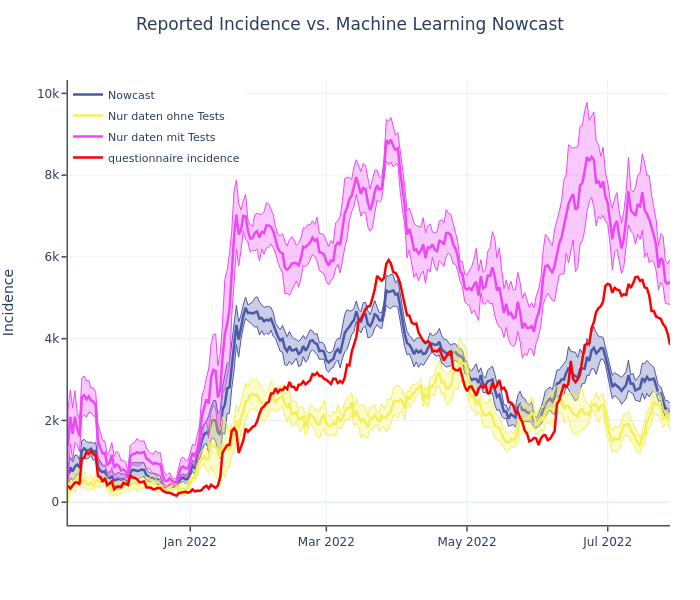 Reported Incidence vs. Machine Learning Nowcast
Nowcast
Nur daten ohne Tests
Nur daten mit Tests
questionnaire incidence
Incidence
10k
8k
6k
4k
2k
0
Jan 2022
Mar 2022
May 2022
Jul 2022